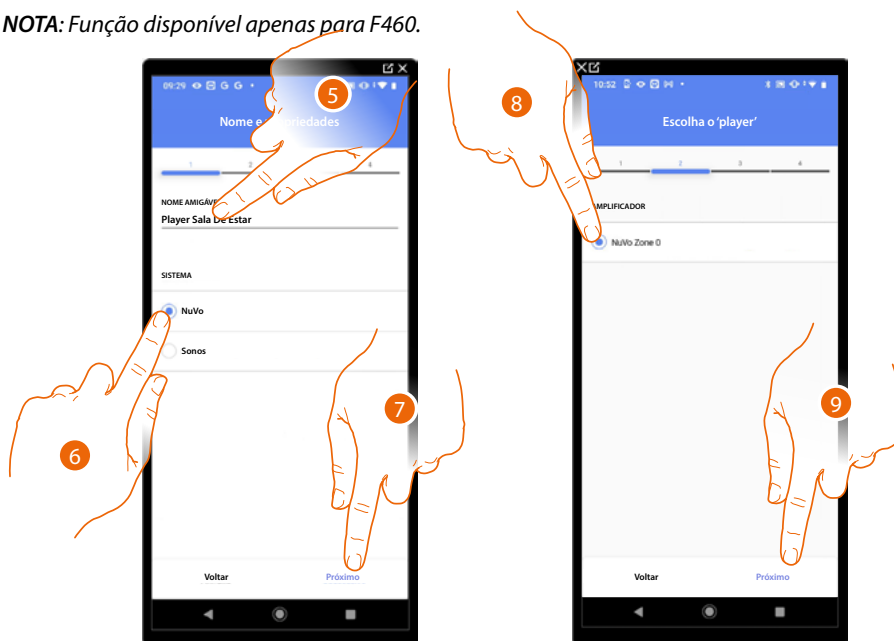 NOTA: Função disponível apenas para F460.
09:29
5
Nome e
1 2 4
NOME AMIGÁVE
Player Sala De Estar
SISTEMA
NuVo
Sonos
6
7
Voltar Próximo
8
10:52
Escolha o ‘player’
1 2 3 4
MPLIFICADOR
NuVo Zone 0
9
Voltar Próximo